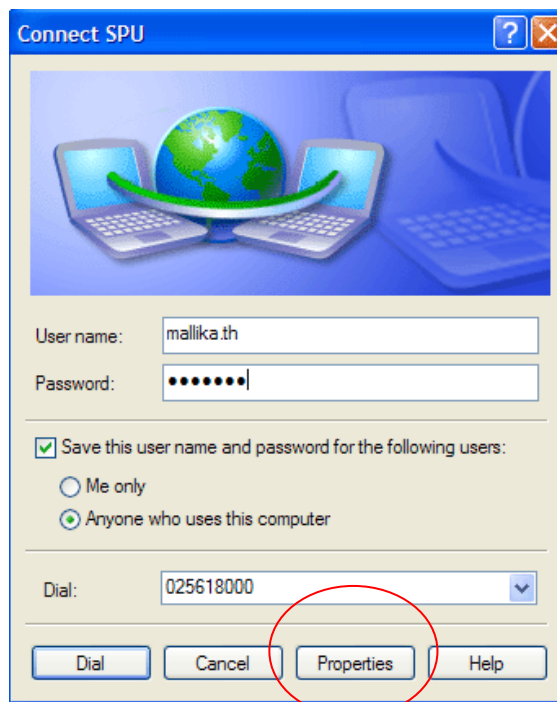 Connect SPU
User name: mallika.th
Password: •••••••
Save this user name and password for the following users:
Me only
Anyone who uses this computer
Dial: 025618000
Dial Cancel Properties Help